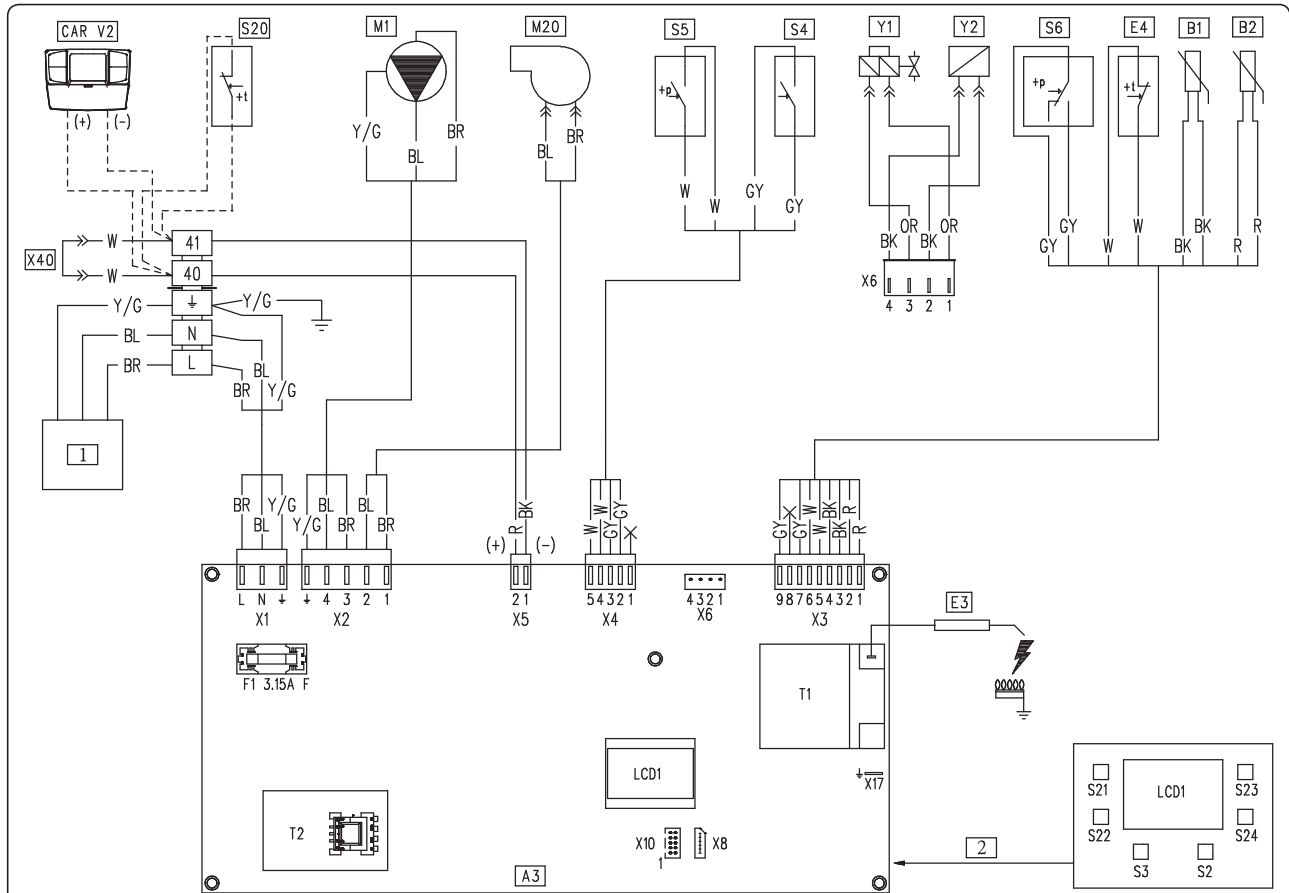 CAR V2
S20
M1
M20
S5
S4
Y1
Y2
S6
E4
B1
B2
(+)
(-)
+t
+p
+p
+t
Y/G
BL
BR
BL
BR
W
W
GY
GY
BK
OR
BK
OR
GY
GY
W
W
BK
BK
R
R
X40
W
W
41
40
Y/G
Y/G
N
BL
L
BR
BR
BL
Y/G
X6
4 3 2 1
1
BR
BL
Y/G
Y/G
BL
BR
BL
BR
(+)
R
BK
(-)
W
W
GY
GY
X
GY
X
GY
W
W
BK
BK
R
R
L N
4 3 2 1
2 1
5 4 3 2 1
4 3 2 1
9 8 7 6 5 4 3 2 1
X1
X2
X5
X4
X6
X3
E3
F1 3.15A F
T1
LCD1
X17
T2
X10
1
X8
A3
2
S21
S22
LCD1
S23
S24
S3
S2